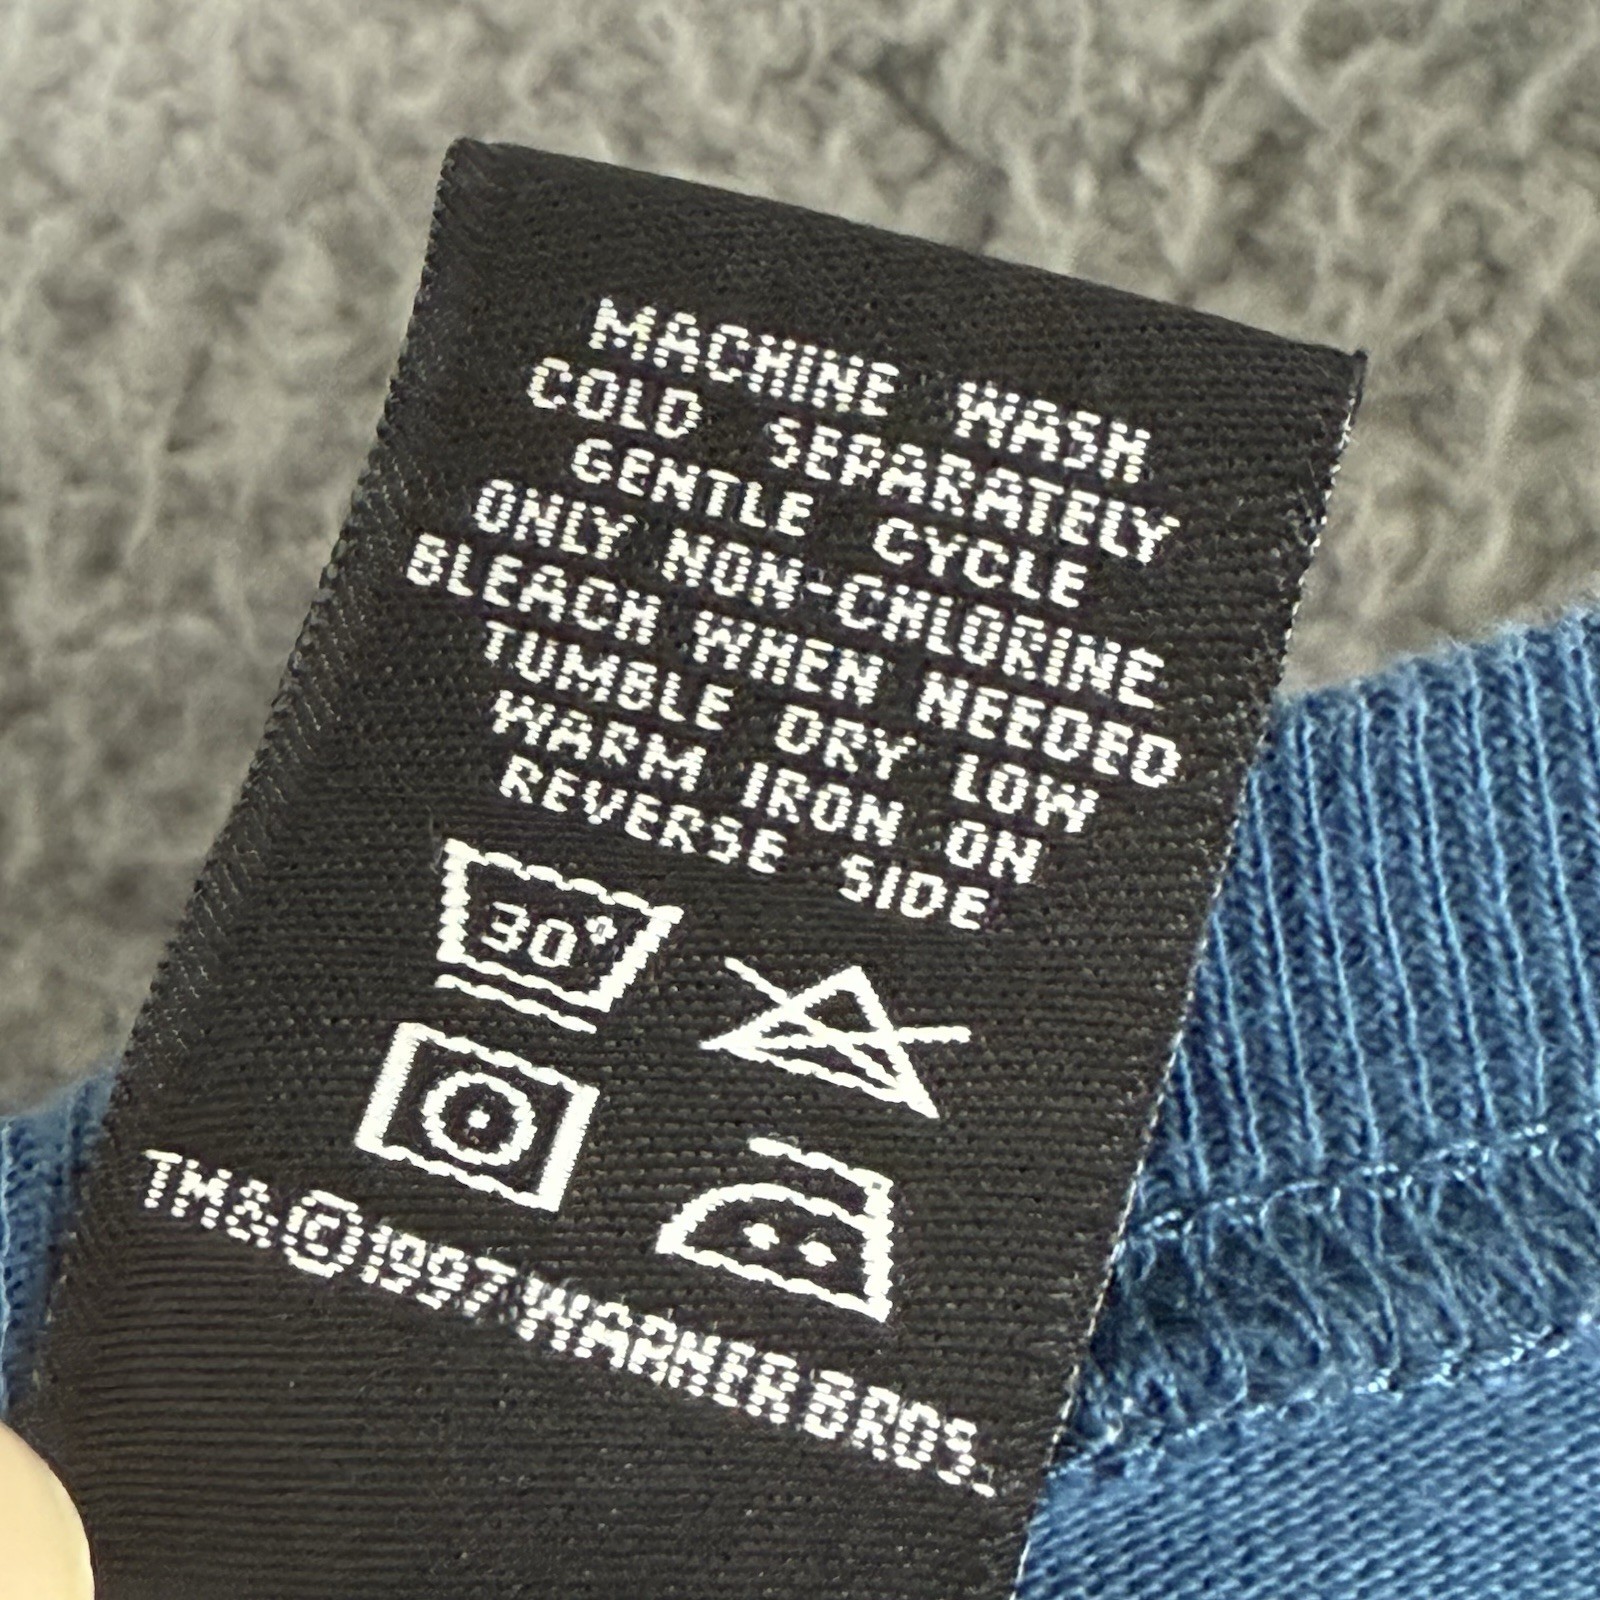 MACHINE WASH
COLD SEPARATELY
GENTLE CYCLE
ONLY NON-CHLORINE
BLEACH WHEN NEEDED
TUMBLE DRY LOW
WARM IRON ON
REVERSE SIDE
30°
TM&©1997 WARNER BROS.